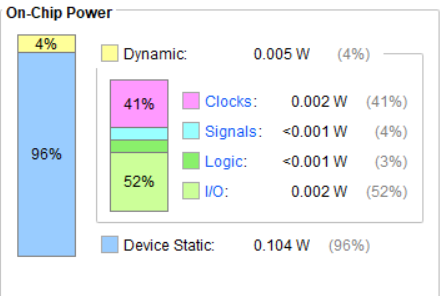 On-Chip Power
4%
96%
Dynamic: 0.005 W (4%)
41%
52%
Clocks: 0.002 W (41%)
Signals: <0.001 W (4%)
Logic: <0.001 W (3%)
I/O: 0.002 W (52%)
Device Static: 0.104 W (96%)